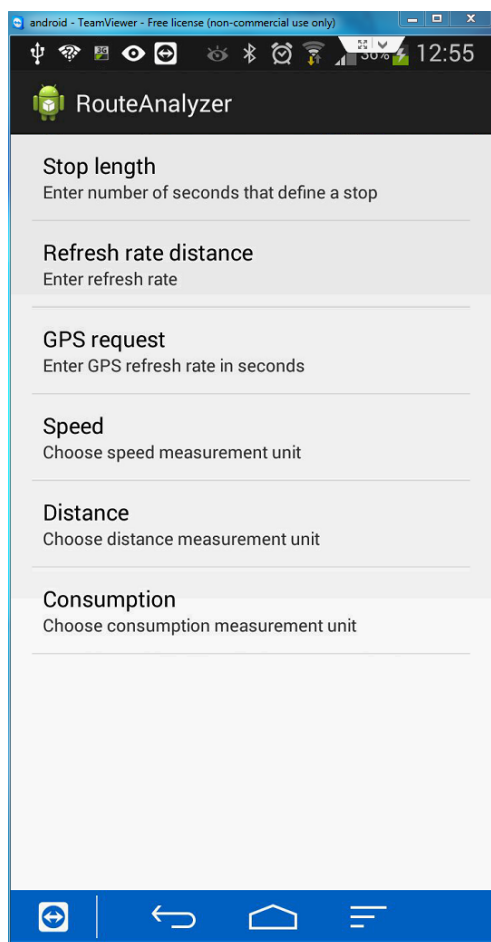 android - TeamViewer - Free license (non-commercial use only)
12:55
RouteAnalyzer
Stop length
Enter number of seconds that define a stop
Refresh rate distance
Enter refresh rate
GPS request
Enter GPS refresh rate in seconds
Speed
Choose speed measurement unit
Distance
Choose distance measurement unit
Consumption
Choose consumption measurement unit